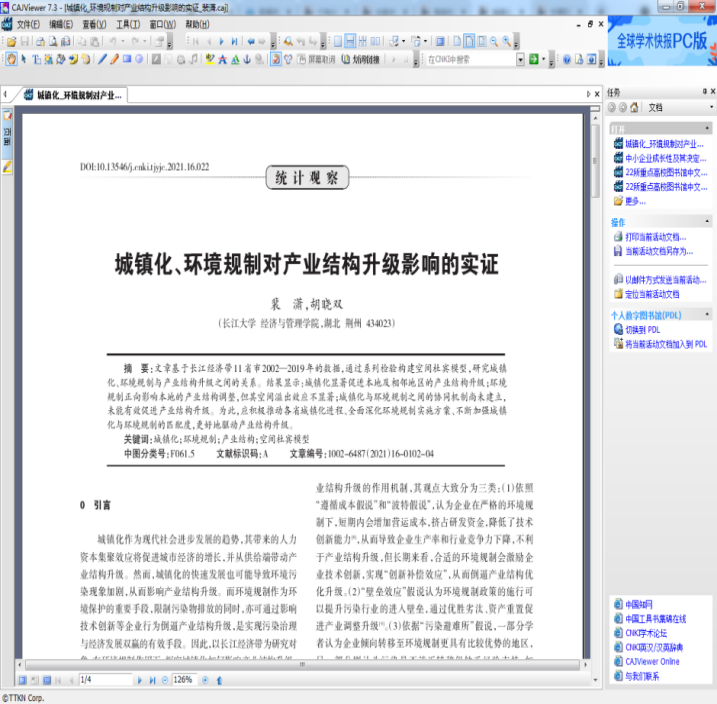 CAJViewer 7.3 - [城镇化_环境规制对产业结构升级影响的实证_裴潇.caj]
文件(F) 编辑(E) 查看(V) 工具(T) 窗口(W) 帮助(H)
全球学术快报PC版
屏幕取词
在CNKI中搜索
城镇化_环境规制对产业...
任务
文档
打开
城镇化_环境规制对产业...
中小企业成长性及其决定...
22所重点高校图书馆中文...
22所重点高校图书馆中文...
更多...
操作
打印当前活动文档...
当前活动文档另存为...
以邮件方式发送当前活动...
定位当前活动文档
个人数字图书馆(PDL)
切换到 PDL
将当前活动文档加入到 PDL
中国知网
中国工具书集锦在线
CNKI学术论坛
CNKI英汉/汉英辞典
CAJViewer Online
与我们联系
DOI:10.13546/j.cnki.tjyjc.2021.16.022
统计观察
城镇化、环境规制对产业结构升级影响的实证
裴 潇,胡晓双
(长江大学 经济与管理学院,湖北 荆州 434023)
摘 要:文章基于长江经济带11省市2002—2019年的数据,通过系列检验构建空间杜宾模型,研究城镇
化、环境规制与产业结构升级之间的关系。结果显示:城镇化显著促进本地及相邻地区的产业结构升级;环境
规制正向影响本地的产业结构调整,但其空间溢出效应不显著;城镇化与环境规制之间的协同机制尚未建立,
未能有效促进产业结构升级。为此,应积极推动各省城镇化进程、全面深化环境规制实施方案、不断加强城镇
化与环境规制的匹配度,更好地驱动产业结构升级。
关键词:城镇化;环境规制;产业结构;空间杜宾模型
中图分类号:F061.5 文献标识码:A 文章编号:1002-6487(2021)16-0102-04
0 引言
城镇化作为现代社会进步发展的趋势,其带来的人力
资本集聚效应将促进城市经济的增长,并从供给端带动产
业结构升级。然而,城镇化的快速发展也可能导致环境污
染现象加剧,从而影响产业结构升级。而环境规制作为环
境保护的重要手段,限制污染物排放的同时,亦可通过影响
技术创新等企业行为倒逼产业结构升级,是实现污染治理
与经济发展双赢的有效手段。因此,以长江经济带为研究对
业结构升级的作用机制,其观点大致分为三类:(1)依照
“遵循成本假说”和“波特假说”,认为企业在严格的环境规
制下,短期内会增加营运成本,挤占研发资金,降低了技术
创新能力,从而导致企业生产率和行业竞争力下降,不利
于产业结构升级,但长期来看,合适的环境规制会激励企
业技术创新,实现“创新补偿效应”,从而倒逼产业结构优
化升级。(2)“壁垒效应”假说认为环境规制政策的施行可
以提升污染行业的进入壁垒,通过优胜劣汰、资产重置促
进产业调整升级。(3)依据“污染避难所”假说,一部分学
者认为企业倾向转移至环境规制更具有比较优势的地区,
1/4
126%
©TTKN Corp.